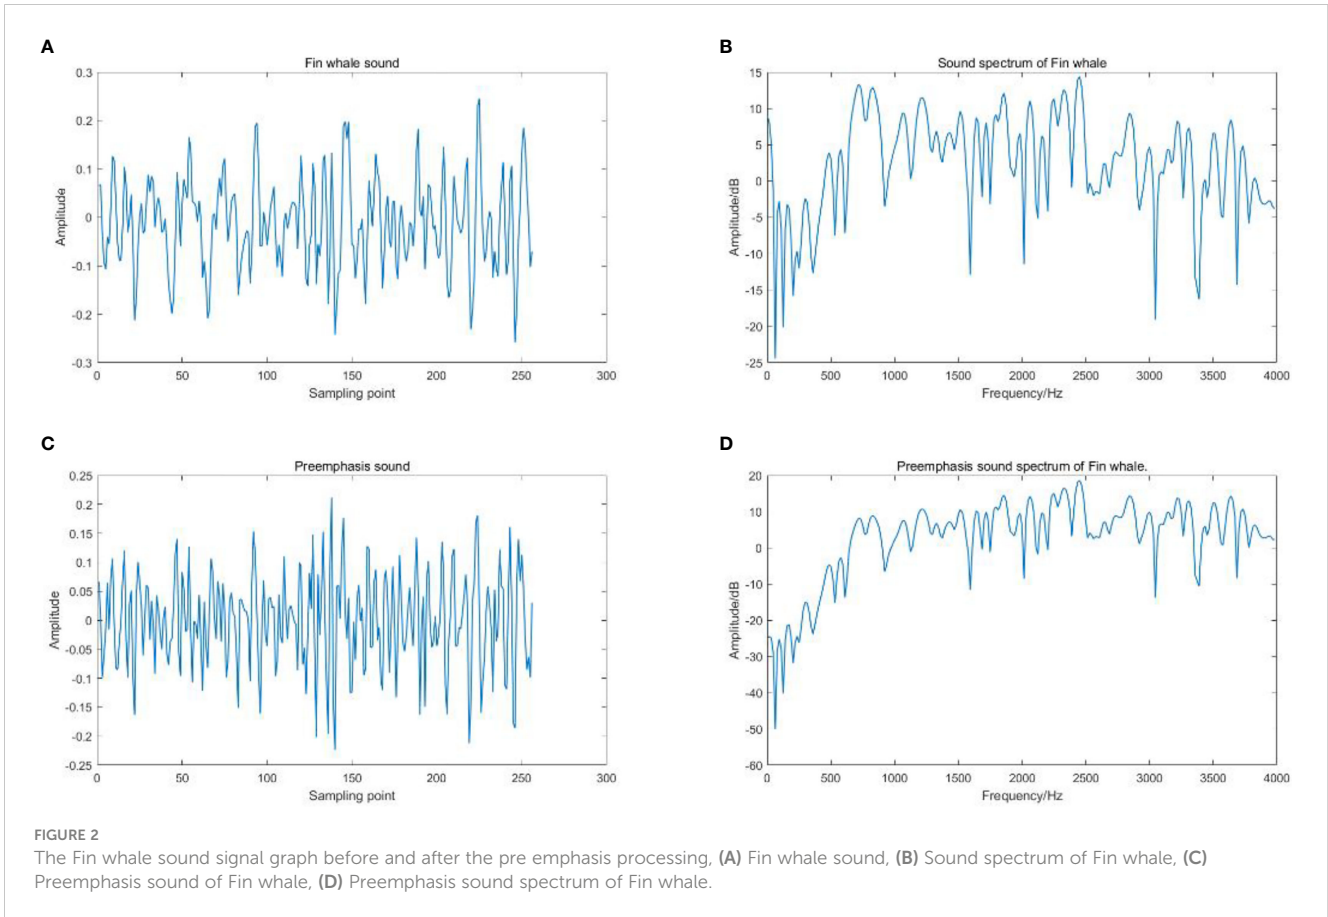 A
Fin whale sound
0.3
0.2
0.1
0
-0.1
-0.2
-0.3
Amplitude
0 50 100 150 200 250 300
Sampling point
B
Sound spectrum of Fin whale
15
10
5
0
-5
-10
-15
-20
-25
Amplitude/dB
0 500 1000 1500 2000 2500 3000 3500 4000
Frequency/Hz
C
Preemphasis sound
0.25
0.2
0.15
0.1
0.05
0
-0.05
-0.1
-0.15
-0.2
-0.25
Amplitude
0 50 100 150 200 250 300
Sampling point
D
Preemphasis sound spectrum of Fin whale.
20
10
0
-10
-20
-30
-40
-50
-60
Amplitude/dB
0 500 1000 1500 2000 2500 3000 3500 4000
Frequency/Hz
FIGURE 2
The Fin whale sound signal graph before and after the pre emphasis processing, (A) Fin whale sound, (B) Sound spectrum of Fin whale, (C)
Preemphasis sound of Fin whale, (D) Preemphasis sound spectrum of Fin whale.